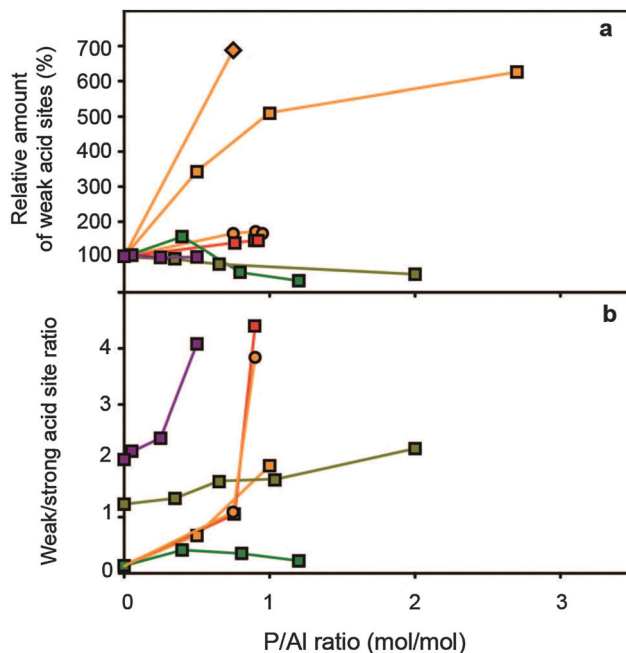 a
Relative amount
of weak acid sites (%)
700
600
500
400
300
200
100
b
Weak/strong acid site ratio
4
3
2
1
0
0 1 2 3
P/Al ratio (mol/mol)